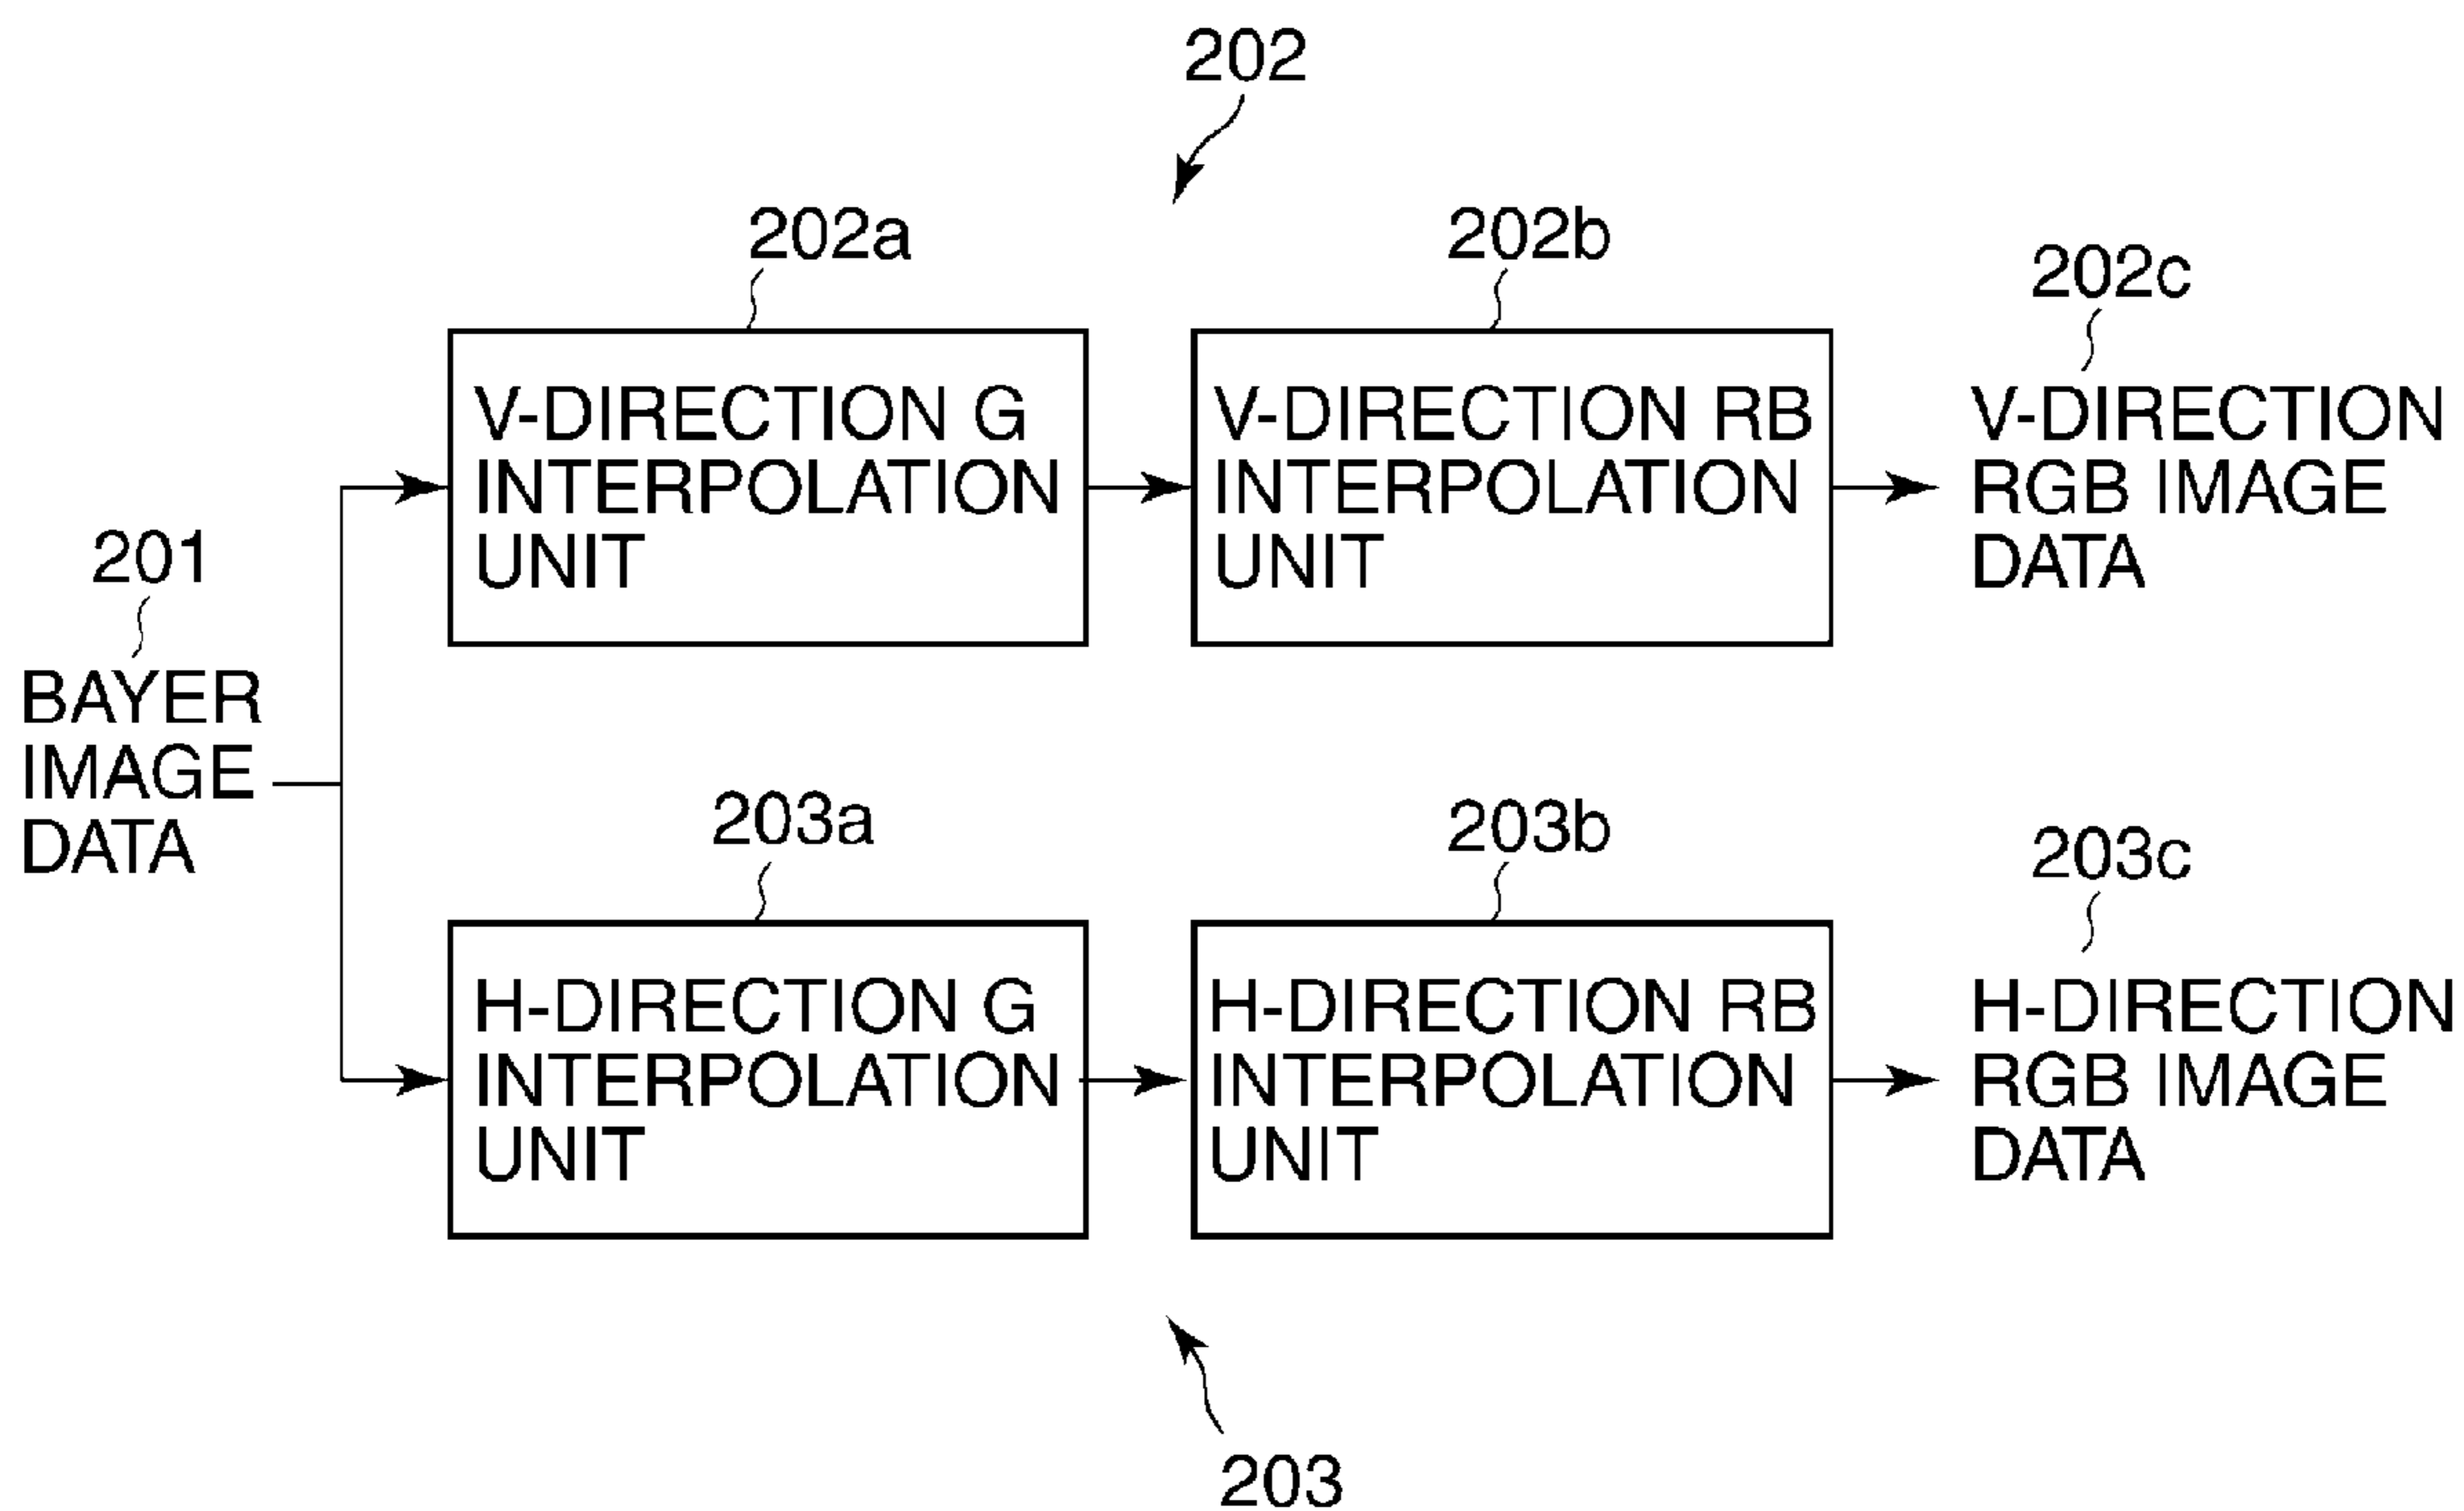 202
202a
V-DIRECTION G
INTERPOLATION
UNIT
202b
V-DIRECTION RB
INTERPOLATION
UNIT
202c
V-DIRECTION
RGB IMAGE
DATA
201
BAYER
IMAGE
DATA
203a
H-DIRECTION G
INTERPOLATION
UNIT
203b
H-DIRECTION RB
INTERPOLATION
UNIT
203c
H-DIRECTION
RGB IMAGE
DATA
203